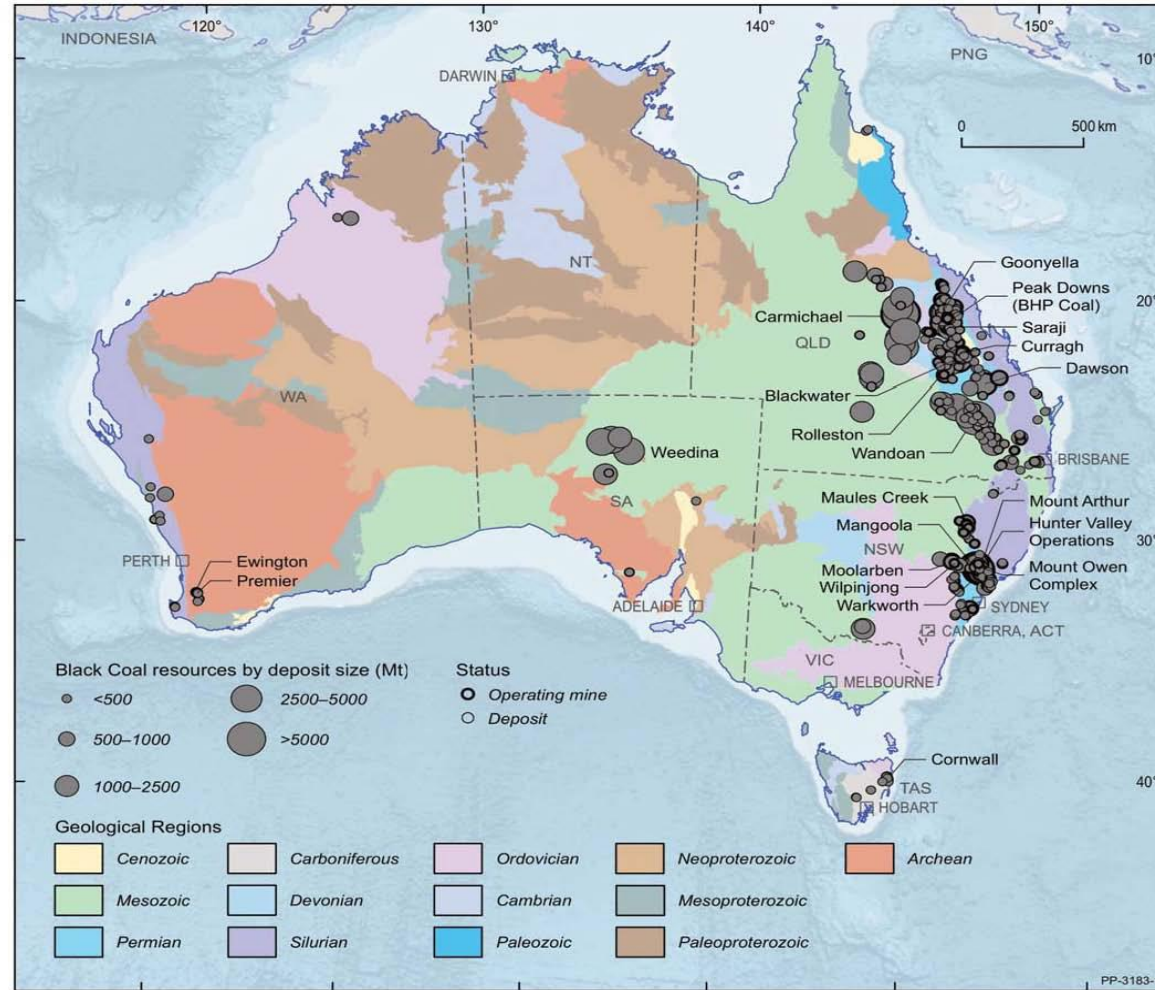 120°
130°
140°
150°
INDONESIA
PNG
10°
DARWIN
0
500 km
NT
Goonyella
20°
Peak Downs
(BHP Coal)
Carmichael
Saraji
QLD
Curragh
Dawson
WA
Blackwater
Rolleston
Weedina
Wandoan
BRISBANE
SA
Maules Creek
Mount Arthur
Mangoola
Hunter Valley
Operations
30°
NSW
PERTH
Ewington
Moolarben
Mount Owen
Complex
Premier
Wilpinjong
ADELAIDE
Warkworth
SYDNEY
CANBERRA, ACT
VIC
MELBOURNE
Black Coal resources by deposit size (Mt)
Status
<500
2500–5000
Operating mine
Deposit
500–1000
>5000
1000–2500
Cornwall
40°
TAS
HOBART
Geological Regions
Cenozoic
Carboniferous
Ordovician
Neoproterozoic
Archean
Mesozoic
Devonian
Cambrian
Mesoproterozoic
Permian
Silurian
Paleozoic
Paleoproterozoic
PP-3183-